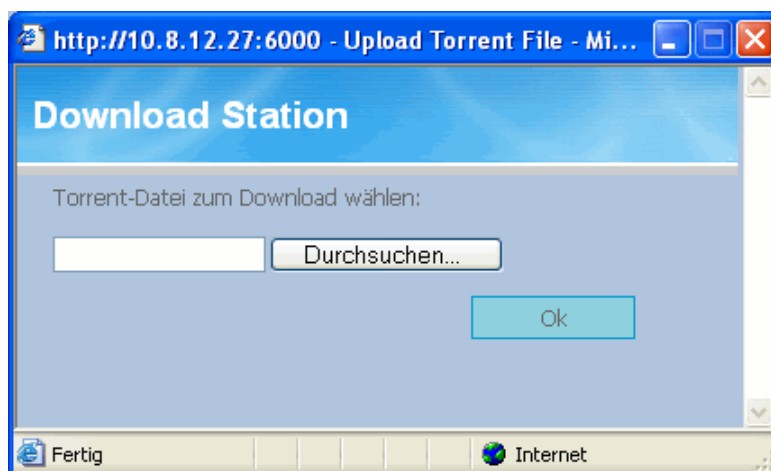 http://10.8.12.27:6000 - Upload Torrent File - Mi...
Download Station
Torrent-Datei zum Download wählen:
Durchsuchen...
Ok
Fertig
Internet